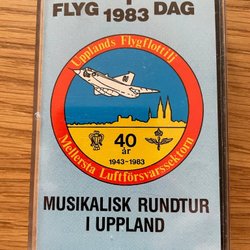 FLYG DAG
1983
Upplands Flygflottilj
40
år
1943-1983
Mellersta Luftförsvarssektorn
MUSIKALISK RUNDTUR
I UPPLAND